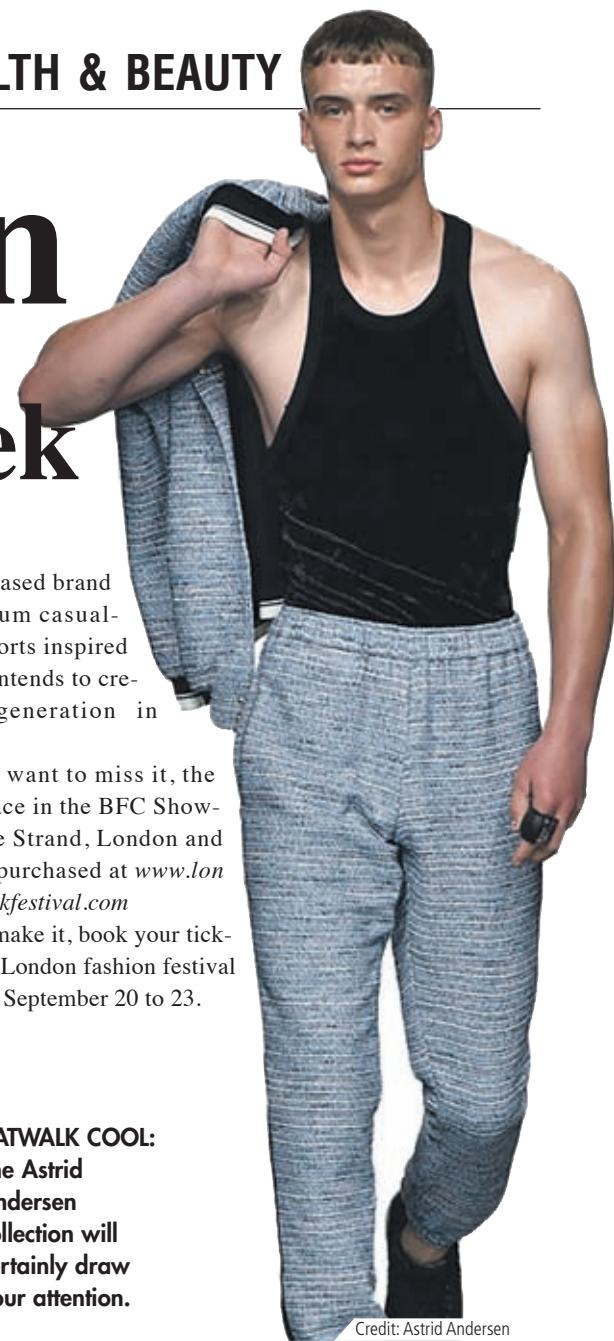 LTH & BEAUTY
n
ek
ased brand
um casual-
orts inspired
ntends to cre-
generation in
want to miss it, the
ce in the BFC Show-
e Strand, London and
purchased at www.lon
kfestival.com
make it, book your tick-
London fashion festival
September 20 to 23.
ATWALK COOL:
he Astrid
ndersen
ollection will
ertainly draw
our attention.
Credit: Astrid Andersen